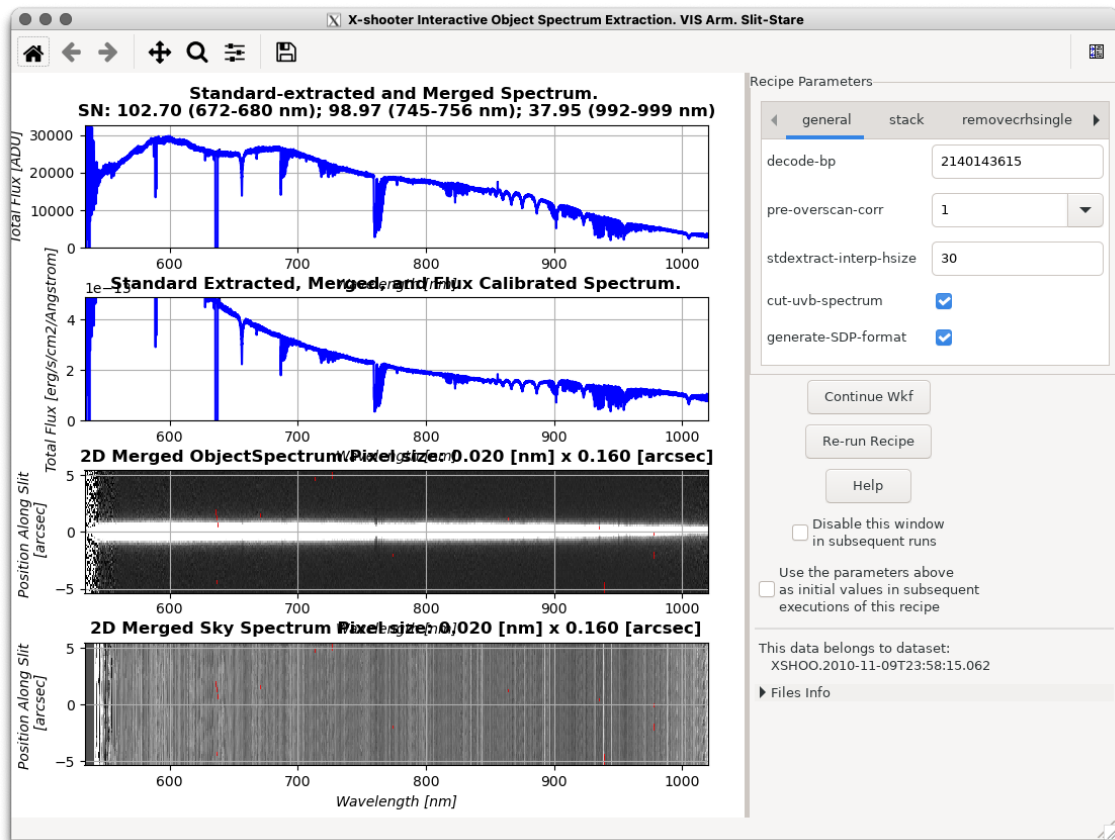 X-shooter Interactive Object Spectrum Extraction. VIS Arm. Slit-Stare
Standard-extracted and Merged Spectrum.
SN: 102.70 (672-680 nm); 98.97 (745-756 nm); 37.95 (992-999 nm)
Total Flux [ADU]
30000
20000
10000
0
600
700
800
900
1000
Wavelength [nm]
Standard Extracted, Merged, and Flux Calibrated Spectrum.
1e−15
Total Flux [erg/s/cm2/Angstrom]
4
2
0
600
700
800
900
1000
Wavelength [nm]
2D Merged ObjectSpectrum Pixel size: 0.020 [nm] x 0.160 [arcsec]
Position Along Slit
[arcsec]
5
0
−5
600
700
800
900
1000
Wavelength [nm]
2D Merged Sky Spectrum Pixel size: 0.020 [nm] x 0.160 [arcsec]
Position Along Slit
[arcsec]
5
0
−5
600
700
800
900
1000
Wavelength [nm]
Recipe Parameters
general
stack
removecrhsingle
decode-bp
2140143615
pre-overscan-corr
1
stdextract-interp-hsize
30
cut-uvb-spectrum
generate-SDP-format
Continue Wkf
Re-run Recipe
Help
Disable this window
in subsequent runs
Use the parameters above
as initial values in subsequent
executions of this recipe
This data belongs to dataset:
XSHOO.2010-11-09T23:58:15.062
Files Info